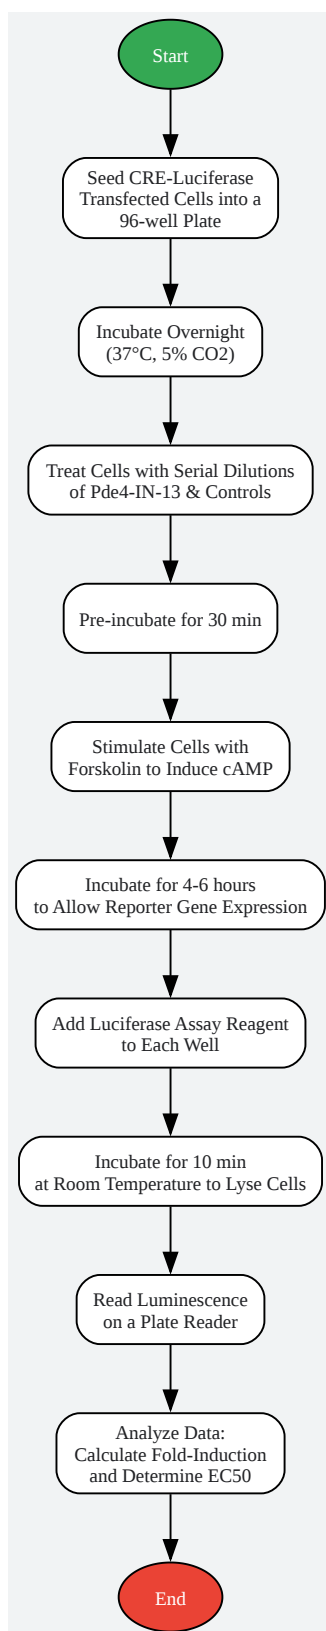 Start
Seed CRE-Luciferase
Transfected Cells into a
96-well Plate
Incubate Overnight
(37°C, 5% CO2)
Treat Cells with Serial Dilutions
of Pde4-IN-13 & Controls
Pre-incubate for 30 min
Stimulate Cells with
Forskolin to Induce cAMP
Incubate for 4-6 hours
to Allow Reporter Gene Expression
Add Luciferase Assay Reagent
to Each Well
Incubate for 10 min
at Room Temperature to Lyse Cells
Read Luminescence
on a Plate Reader
Analyze Data:
Calculate Fold-Induction
and Determine EC50
End